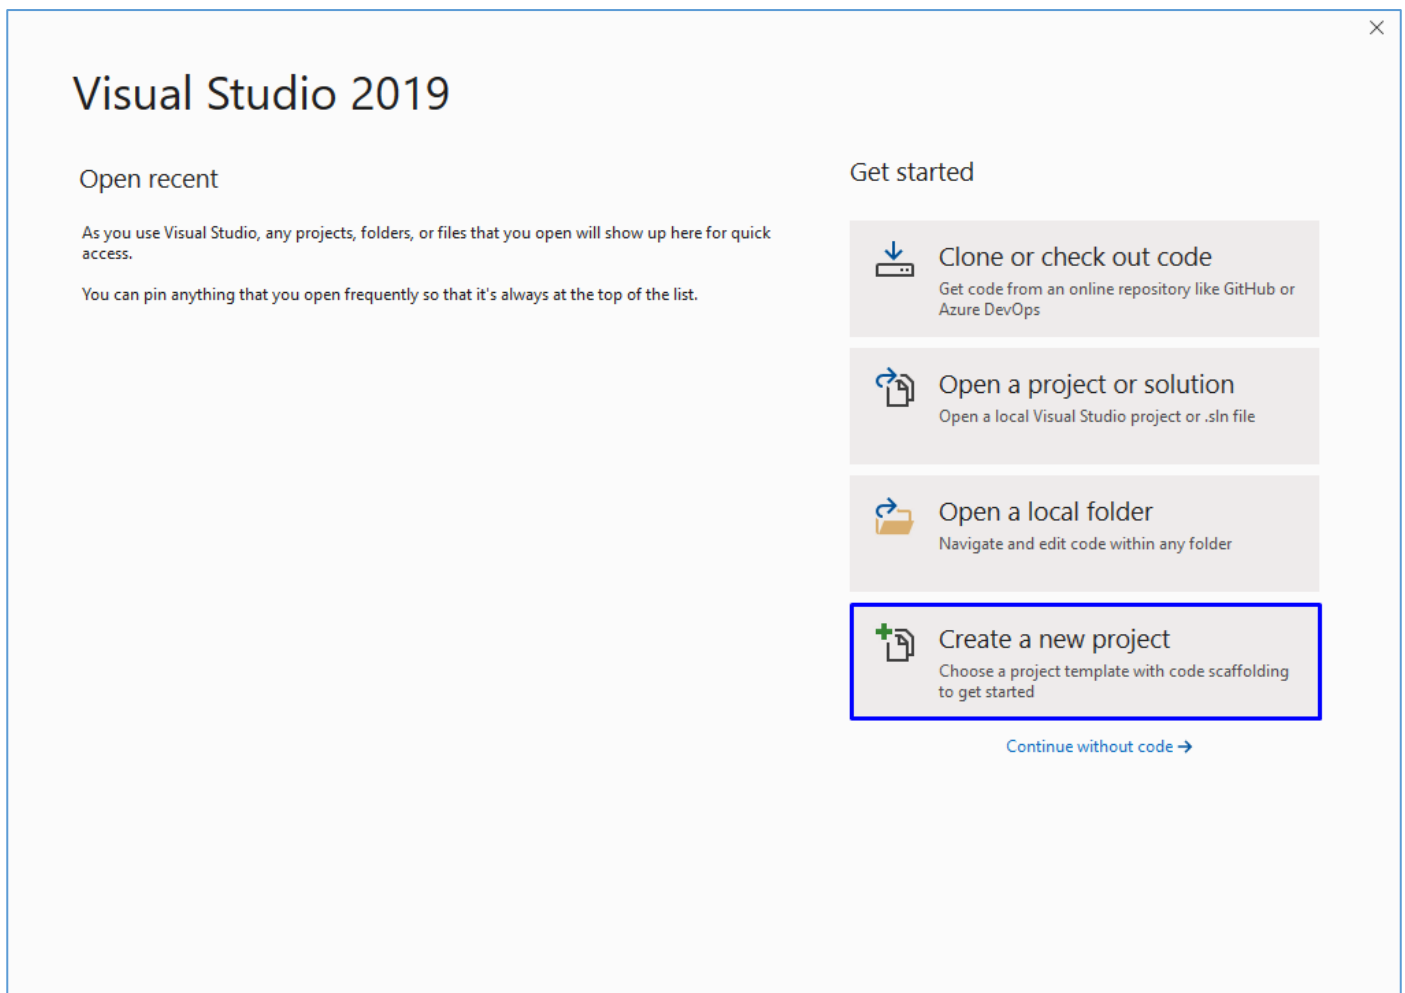 Visual Studio 2019
Open recent
As you use Visual Studio, any projects, folders, or files that you open will show up here for quick
access.
You can pin anything that you open frequently so that it's always at the top of the list.
Get started
Clone or check out code
Get code from an online repository like GitHub or
Azure DevOps
Open a project or solution
Open a local Visual Studio project or .sln file
Open a local folder
Navigate and edit code within any folder
Create a new project
Choose a project template with code scaffolding
to get started
Continue without code →